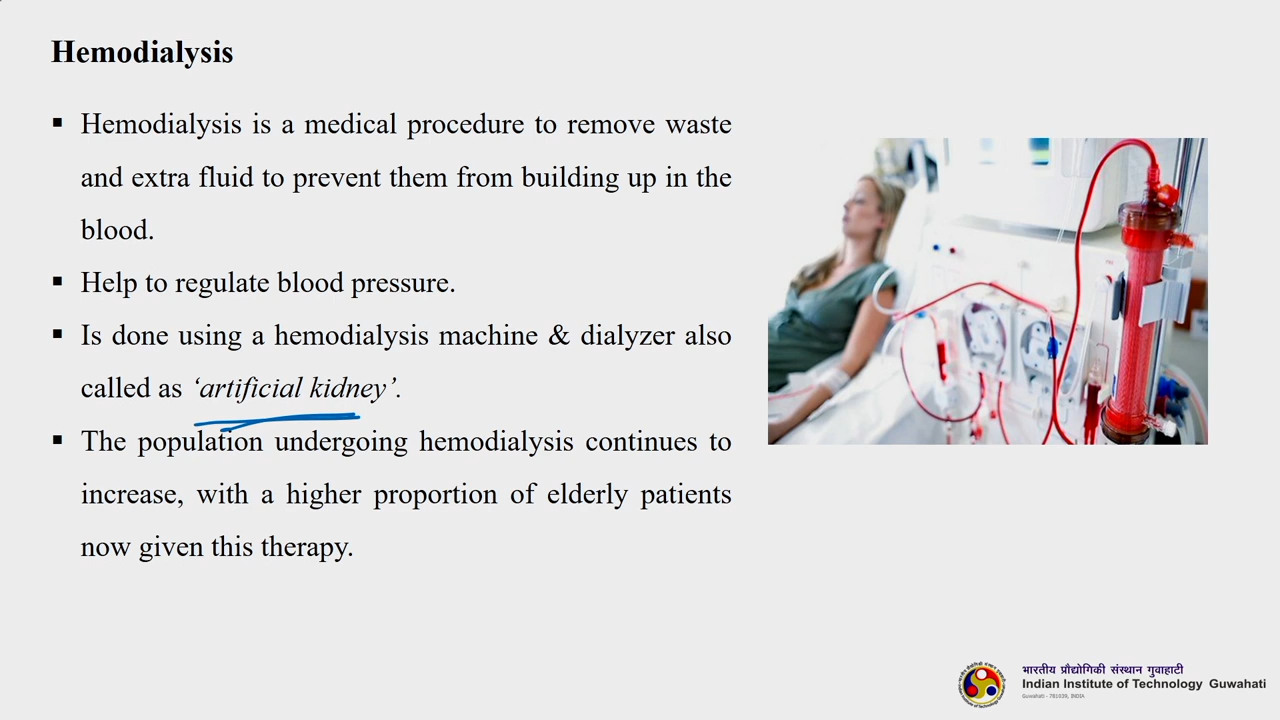 Hemodialysis
▪ Hemodialysis is a medical procedure to remove waste
and extra fluid to prevent them from building up in the
blood.
▪ Help to regulate blood pressure.
▪ Is done using a hemodialysis machine & dialyzer also
called as ‘artificial kidney’.
▪ The population undergoing hemodialysis continues to
increase, with a higher proportion of elderly patients
now given this therapy.
भारतीय प्रौद्योगिकी संस्थान गुवाहाटी
Indian Institute of Technology Guwahati
Guwahati - 781039, INDIA